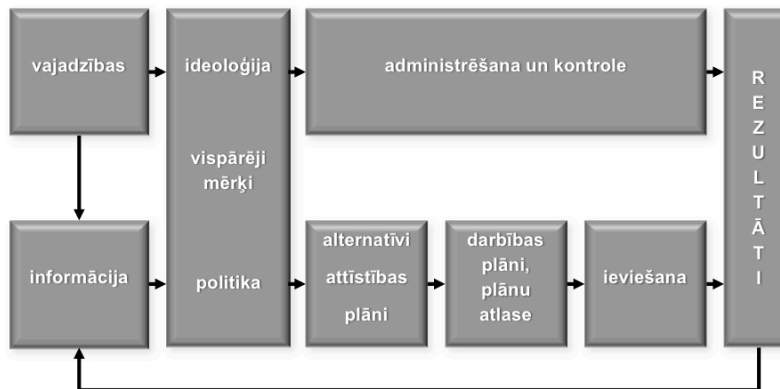 vajadzības
ideoloģija
administrēšana un kontrole
vispārēji
mērķi
informācija
politika
alternatīvi
attīstības
plāni
darbības
plāni,
plānu
atlase
ieviešana
R
E
Z
U
L
T
Ā
T
I